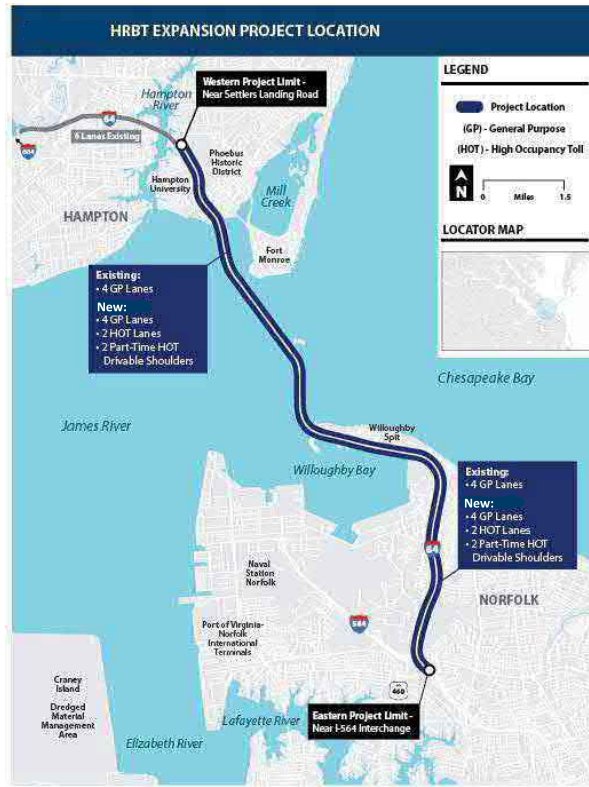 HRBT EXPANSION PROJECT LOCATION
LEGEND
Project Location
(GP) - General Purpose
(HOT) - High Occupancy Toll
N
0 Miles 1.5
LOCATOR MAP
Western Project Limit -
Near Settlers Landing Road
Hampton
River
64
6 Lanes Existing
664
Phoebus
Historic
District
Hampton
University
Mill
Creek
HAMPTON
Fort
Monroe
Existing:
• 4 GP Lanes
New:
• 4 GP Lanes
• 2 HOT Lanes
• 2 Part-Time HOT
Drivable Shoulders
Chesapeake Bay
James River
Willoughby
Spit
Willoughby Bay
Existing:
• 4 GP Lanes
New:
• 4 GP Lanes
• 2 HOT Lanes
• 2 Part-Time HOT
Drivable Shoulders
64
Naval
Station
Norfolk
NORFOLK
564
Port of Virginia-
Norfolk
International
Terminals
460
Craney
Island
Dredged
Material
Management
Area
Lafayette River
Eastern Project Limit -
Near I-564 Interchange
Elizabeth River